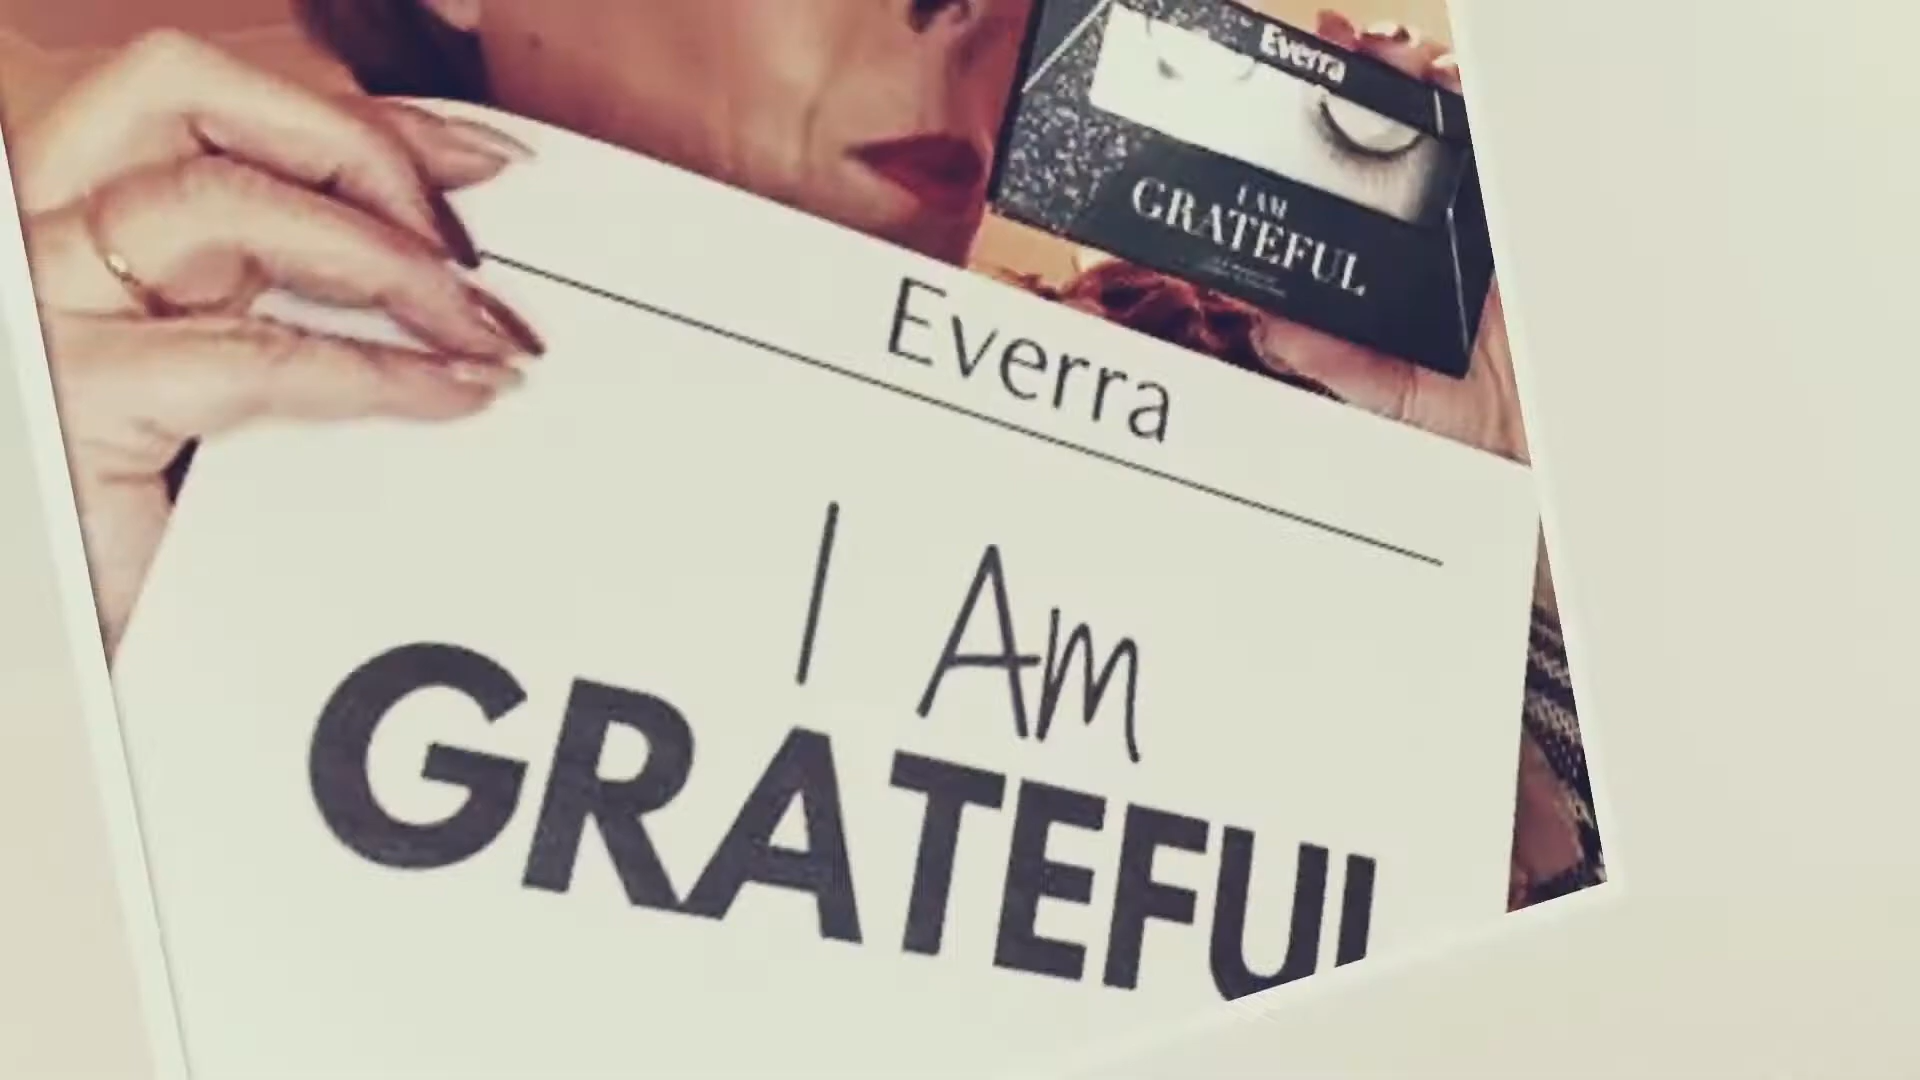 Everra
I AM
GRATEFUL
Everra
I Am
GRATEFUL